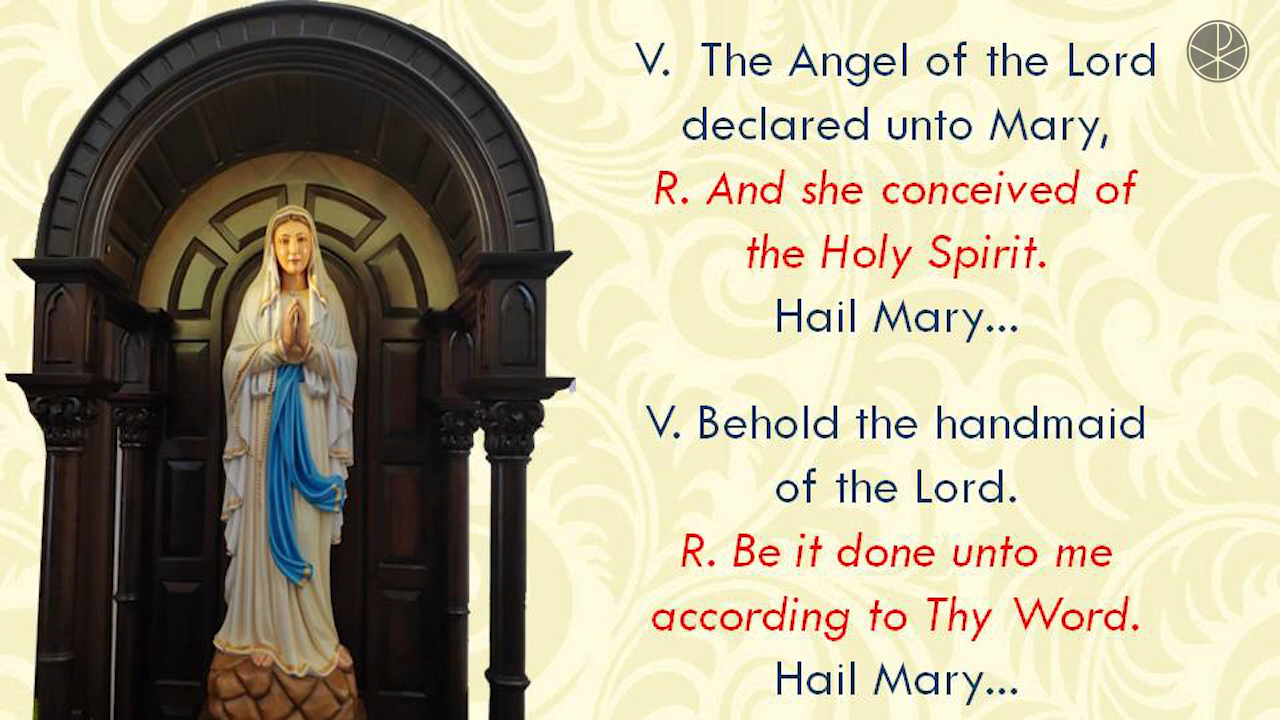 V. The Angel of the Lord
declared unto Mary,
R. And she conceived of
the Holy Spirit.
Hail Mary...
V. Behold the handmaid
of the Lord.
R. Be it done unto me
according to Thy Word.
Hail Mary...